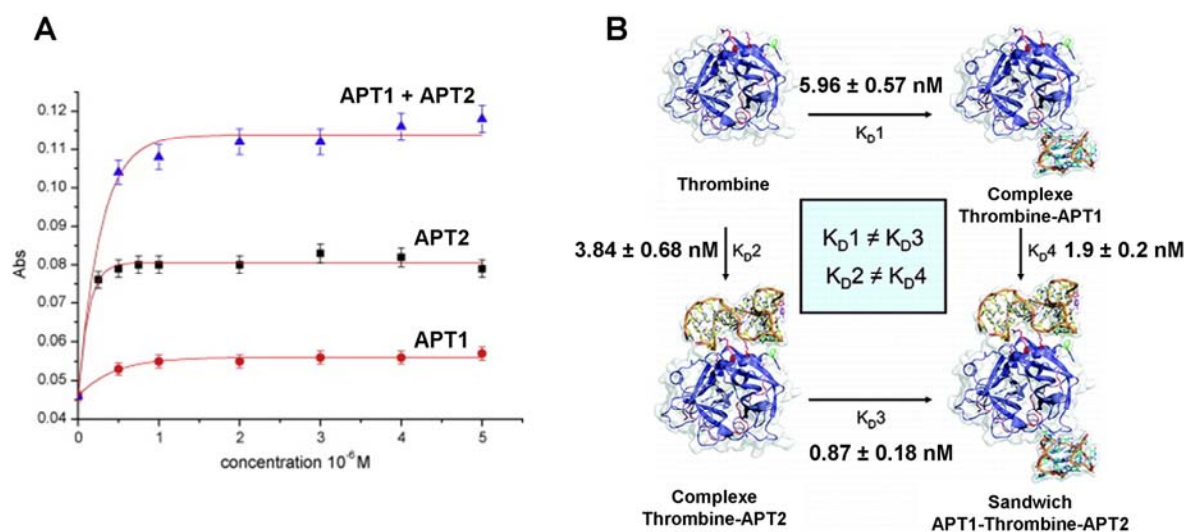 A
APT1 + APT2
APT2
APT1
Abs
0.12
0.11
0.10
0.09
0.08
0.07
0.06
0.05
0.04
0
1
2
3
4
5
concentration 10⁻⁶M
B
5.96 ± 0.57 nM
K_D1
Thrombine
Complexe
Thrombine-APT1
3.84 ± 0.68 nM
K_D2
K_D1 ≠ K_D3
K_D2 ≠ K_D4
K_D4
1.9 ± 0.2 nM
K_D3
0.87 ± 0.18 nM
Complexe
Thrombine-APT2
Sandwich
APT1-Thrombine-APT2